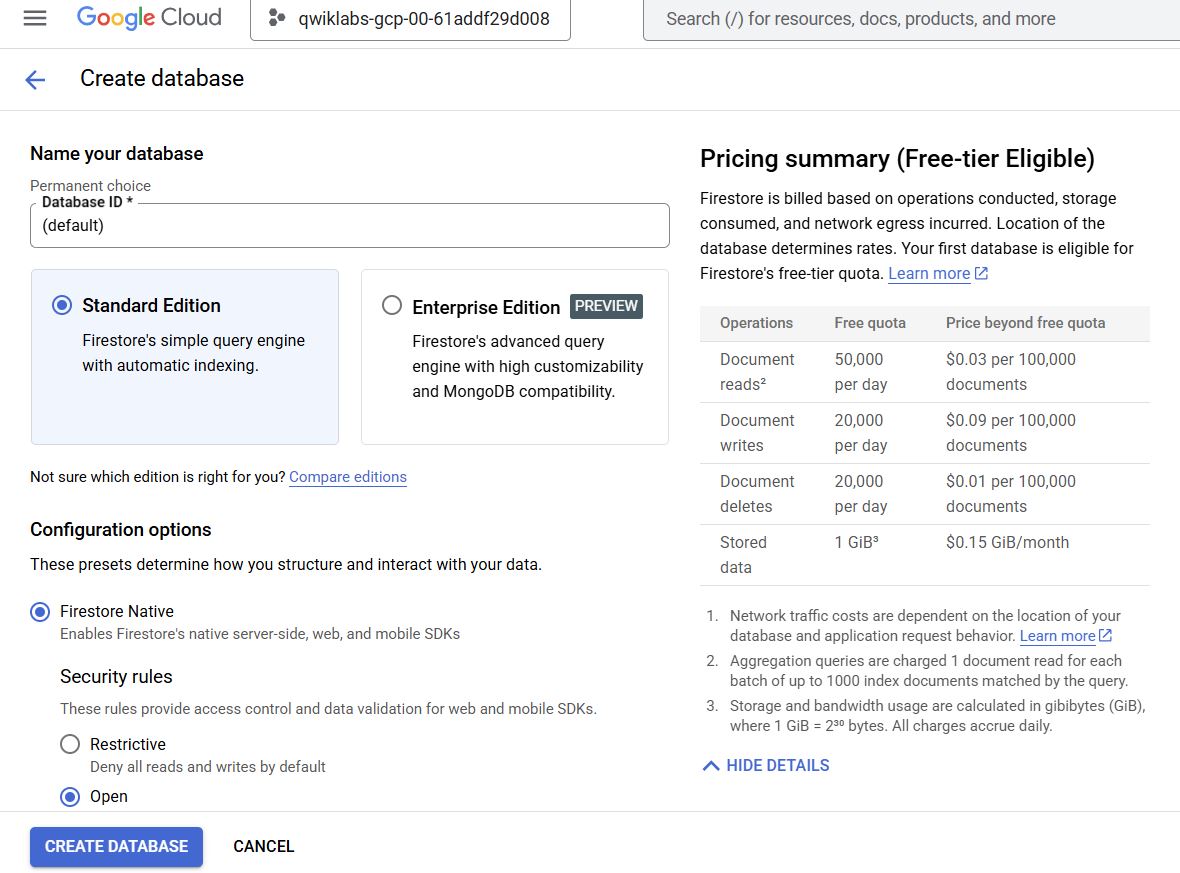 Google Cloud
qwiklabs-gcp-00-61addf29d008
Search (/) for resources, docs, products, and more
Create database
Name your database
Permanent choice
Database ID *
(default)
Standard Edition
Firestore's simple query engine
with automatic indexing.
Enterprise Edition PREVIEW
Firestore's advanced query
engine with high customizability
and MongoDB compatibility.
Not sure which edition is right for you? Compare editions
Configuration options
These presets determine how you structure and interact with your data.
Firestore Native
Enables Firestore's native server-side, web, and mobile SDKs
Security rules
These rules provide access control and data validation for web and mobile SDKs.
Restrictive
Deny all reads and writes by default
Open
CREATE DATABASE
CANCEL
Pricing summary (Free-tier Eligible)
Firestore is billed based on operations conducted, storage
consumed, and network egress incurred. Location of the
database determines rates. Your first database is eligible for
Firestore's free-tier quota. Learn more
Operations Free quota Price beyond free quota
Document 50,000 $0.03 per 100,000
reads² per day documents
Document 20,000 $0.09 per 100,000
writes per day documents
Document 20,000 $0.01 per 100,000
deletes per day documents
Stored 1 GiB³ $0.15 GiB/month
data
1. Network traffic costs are dependent on the location of your
database and application request behavior. Learn more
2. Aggregation queries are charged 1 document read for each
batch of up to 1000 index documents matched by the query.
3. Storage and bandwidth usage are calculated in gibibytes (GiB),
where 1 GiB = 2³⁰ bytes. All charges accrue daily.
HIDE DETAILS